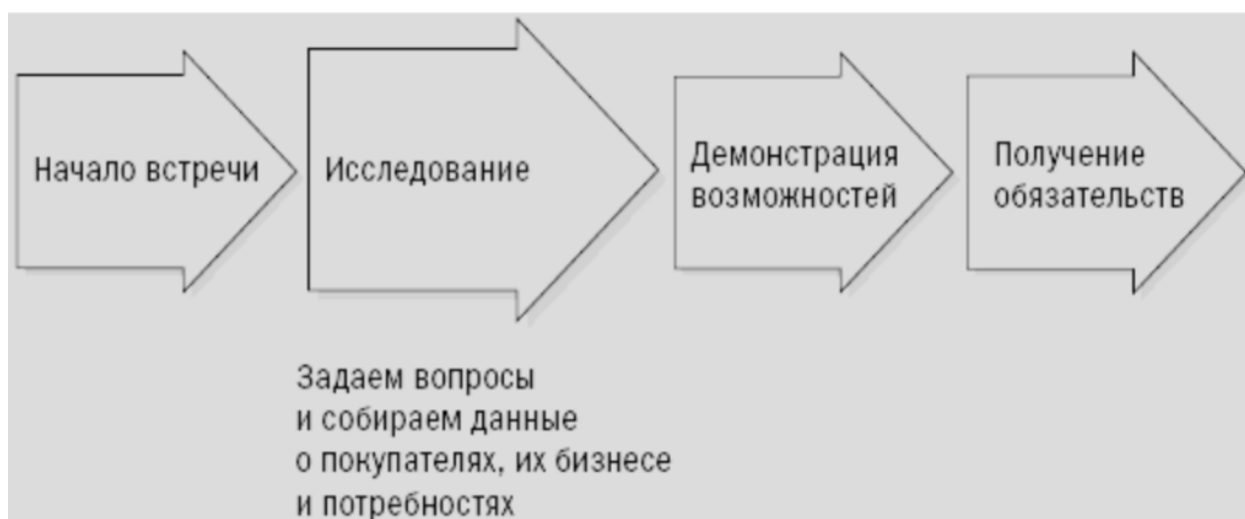 Начало встречи
Исследование
Демонстрация
возможностей
Получение
обязательств
Задаем вопросы
и собираем данные
о покупателях, их бизнесе
и потребностях